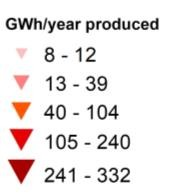 GWh/year produced
8 - 12
13 - 39
40 - 104
105 - 240
241 - 332